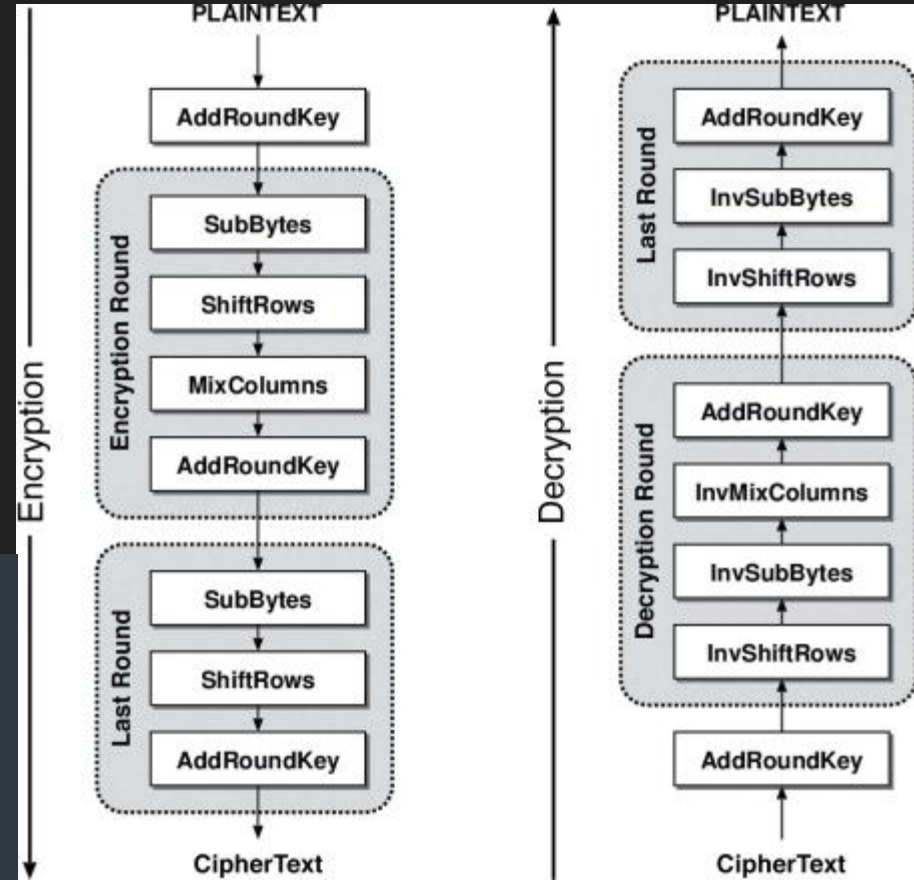 PLAINTEXT
AddRoundKey
Encryption Round
SubBytes
ShiftRows
MixColumns
AddRoundKey
Last Round
SubBytes
ShiftRows
AddRoundKey
CipherText
Encryption
PLAINTEXT
Last Round
AddRoundKey
InvSubBytes
InvShiftRows
Decryption Round
AddRoundKey
InvMixColumns
InvSubBytes
InvShiftRows
AddRoundKey
CipherText
Decryption